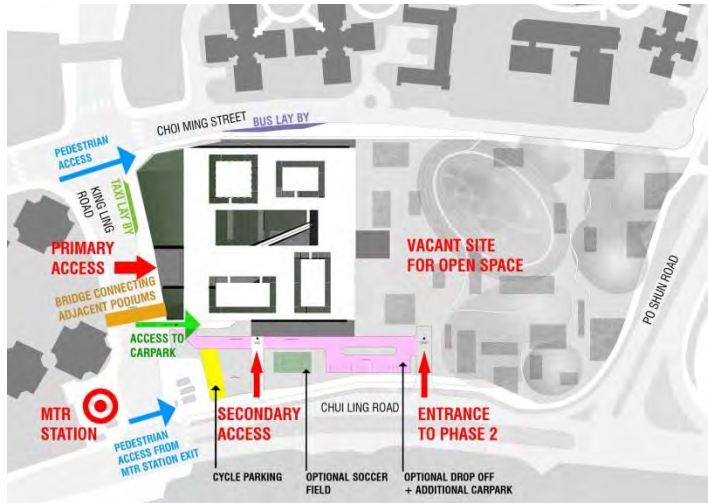 CHOI MING STREET
BUS LAY BY
PEDESTRIAN
ACCESS
KING LING
ROAD
TAXI LAY BY
PRIMARY
ACCESS
BRIDGE CONNECTING
ADJACENT PODIUMS
ACCESS TO
CARPARK
VACANT SITE
FOR OPEN SPACE
PO SHUN ROAD
MTR
STATION
PEDESTRIAN
ACCESS FROM
MTR STATION EXIT
SECONDARY
ACCESS
CHUI LING ROAD
ENTRANCE
TO PHASE 2
CYCLE PARKING
OPTIONAL SOCCER
FIELD
OPTIONAL DROP OFF
+ ADDITIONAL CARPARK